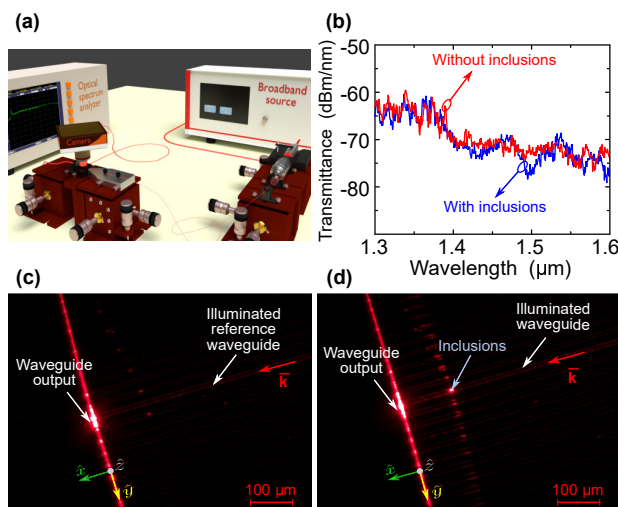 (a)
Optical
spectrum
analyzer
Camera
Broadband
source
(b)
Transmittance (dBm/nm)
-50
-60
-70
-80
-90
Without inclusions
With inclusions
1.3
1.4
1.5
1.6
Wavelength (μm)
(c)
Illuminated
reference
waveguide
Waveguide
output
k
x̂
ẑ
ŷ
100 μm
(d)
Illuminated
waveguide
Inclusions
Waveguide
output
k
x̂
ẑ
ŷ
100 μm